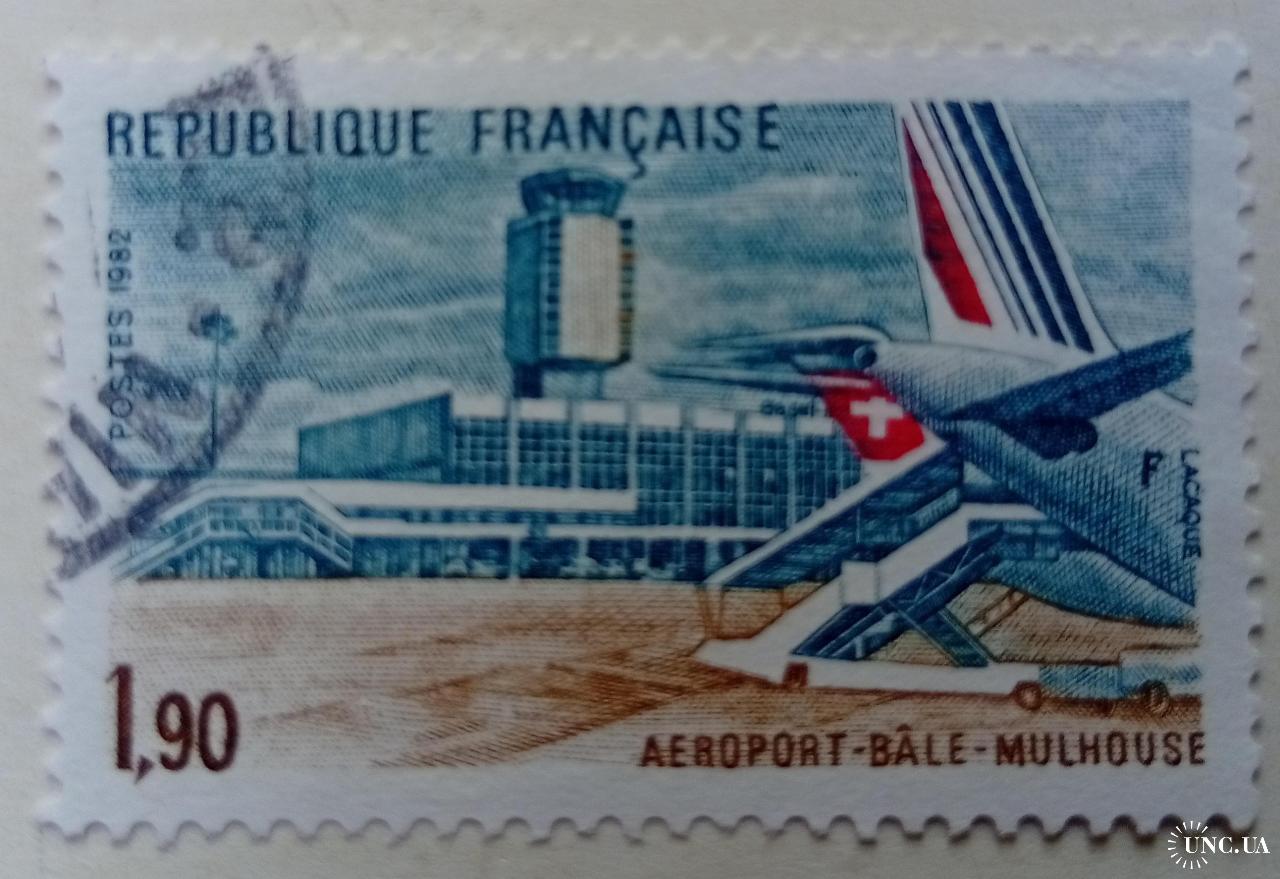 REPUBLIQUE FRANÇAISE
POSTES 1982
F
LACAQUE
1,90
AEROPORT-BÂLE-MULHOUSE
UNC.UA